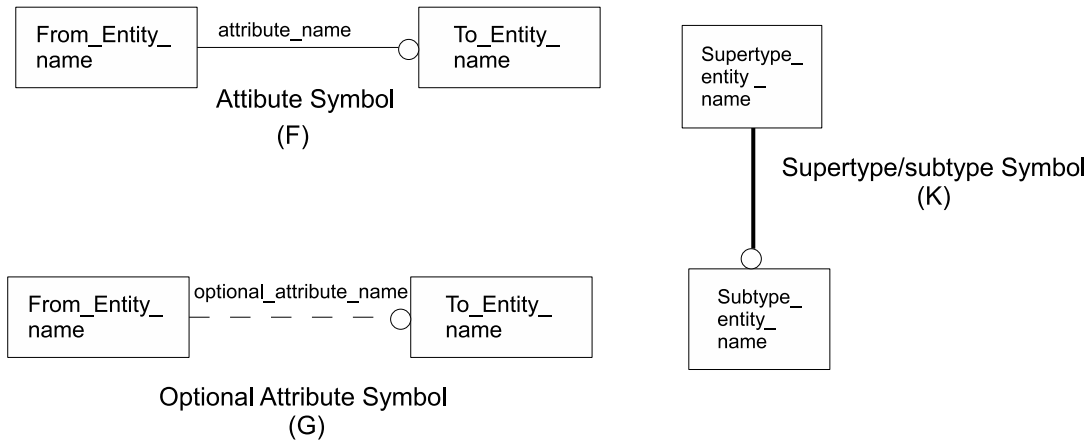 From_Entity_
name
attribute_name
To_Entity_
name
Attibute Symbol
(F)
Supertype_
entity_
name
Supertype/subtype Symbol
(K)
Subtype_
entity_
name
From_Entity_
name
optional_attribute_name
To_Entity_
name
Optional Attribute Symbol
(G)